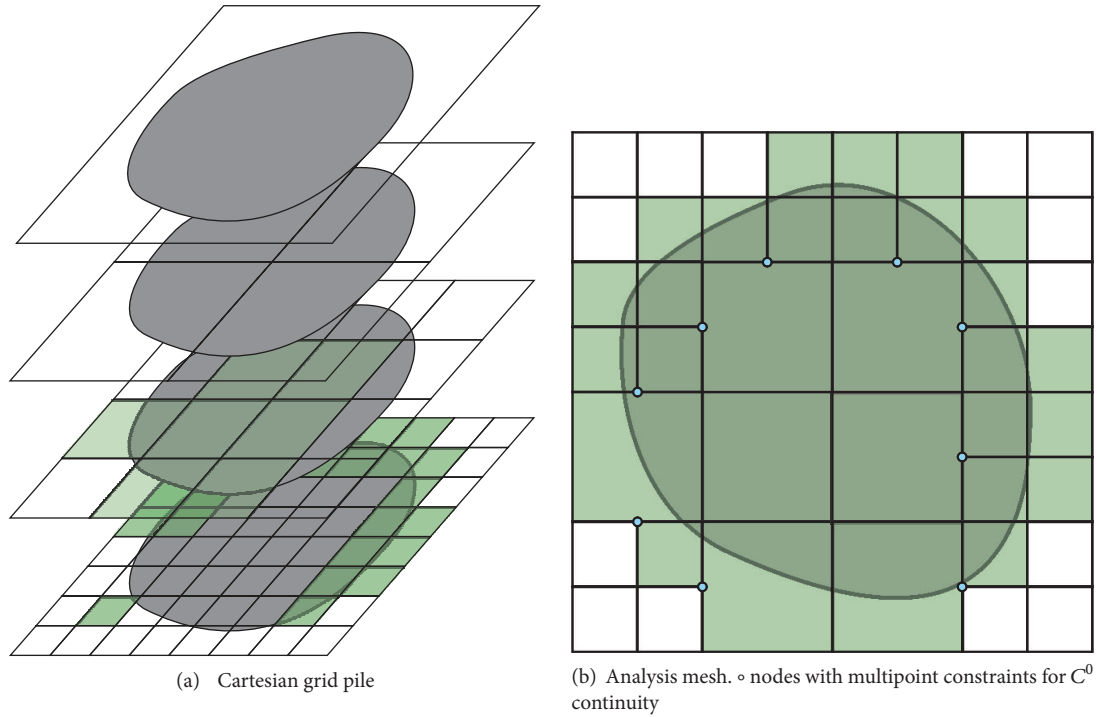 (a) Cartesian grid pile
(b) Analysis mesh. ∘ nodes with multipoint constraints for C⁰
continuity